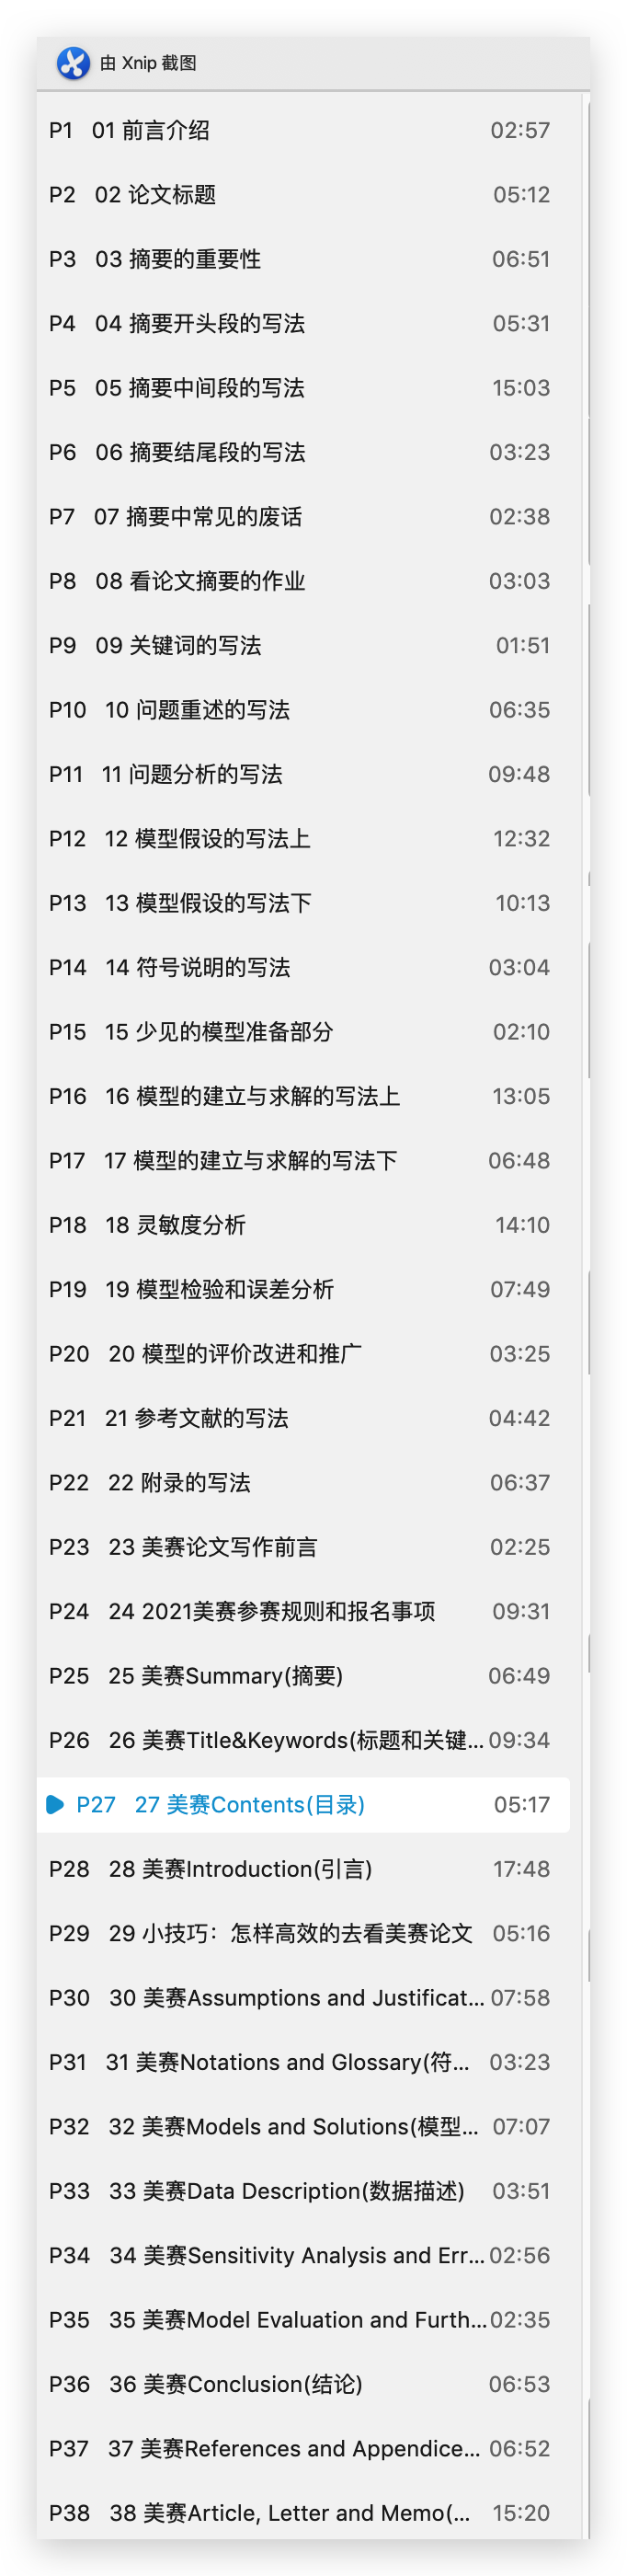 由 Xnip 截图
P1 01 前言介绍 02:57
P2 02 论文标题 05:12
P3 03 摘要的重要性 06:51
P4 04 摘要开头段的写法 05:31
P5 05 摘要中间段的写法 15:03
P6 06 摘要结尾段的写法 03:23
P7 07 摘要中常见的废话 02:38
P8 08 看论文摘要的作业 03:03
P9 09 关键词的写法 01:51
P10 10 问题重述的写法 06:35
P11 11 问题分析的写法 09:48
P12 12 模型假设的写法上 12:32
P13 13 模型假设的写法下 10:13
P14 14 符号说明的写法 03:04
P15 15 少见的模型准备部分 02:10
P16 16 模型的建立与求解的写法上 13:05
P17 17 模型的建立与求解的写法下 06:48
P18 18 灵敏度分析 14:10
P19 19 模型检验和误差分析 07:49
P20 20 模型的评价改进和推广 03:25
P21 21 参考文献的写法 04:42
P22 22 附录的写法 06:37
P23 23 美赛论文写作前言 02:25
P24 24 2021美赛参赛规则和报名事项 09:31
P25 25 美赛Summary(摘要) 06:49
P26 26 美赛Title&Keywords(标题和关键... 09:34
P27 27 美赛Contents(目录) 05:17
P28 28 美赛Introduction(引言) 17:48
P29 29 小技巧：怎样高效的去看美赛论文 05:16
P30 30 美赛Assumptions and Justificat... 07:58
P31 31 美赛Notations and Glossary(符... 03:23
P32 32 美赛Models and Solutions(模型... 07:07
P33 33 美赛Data Description(数据描述) 03:51
P34 34 美赛Sensitivity Analysis and Err... 02:56
P35 35 美赛Model Evaluation and Furth... 02:35
P36 36 美赛Conclusion(结论) 06:53
P37 37 美赛References and Appendice... 06:52
P38 38 美赛Article, Letter and Memo(... 15:20